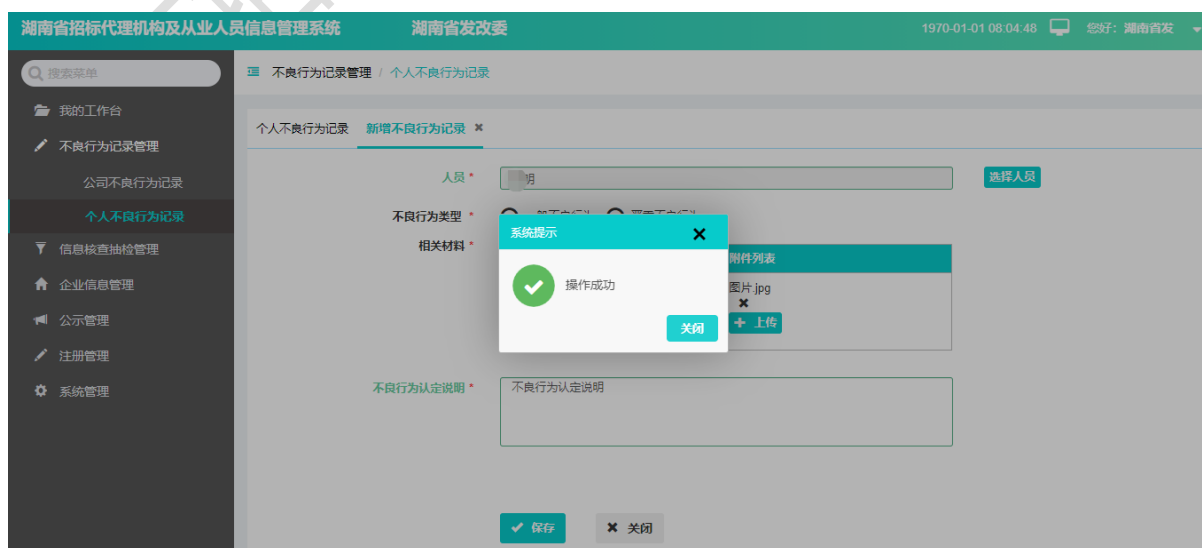 湖南省招标代理机构及从业人员信息管理系统 湖南省发改委 1970-01-01 08:04:48 您好: 湖南省发
搜索菜单
不良行为记录管理 / 个人不良行为记录
我的工作台
个人不良行为记录 新增不良行为记录
不良行为记录管理
人员 * 明 选择人员
公司不良行为记录
个人不良行为记录
不良行为类型 *
系统提示
相关材料 *
信息核查抽检管理
附件列表
操作成功
企业信息管理
图片.jpg
关闭
上传
公示管理
注册管理
不良行为认定说明 * 不良行为认定说明
系统管理
保存 关闭